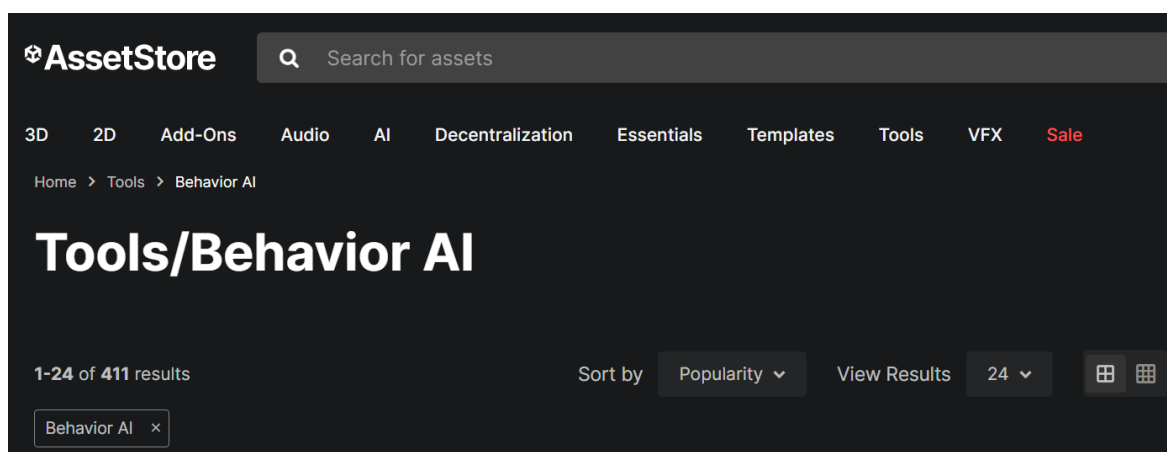 AssetStore Search for assets
3D 2D Add-Ons Audio AI Decentralization Essentials Templates Tools VFX Sale
Home > Tools > Behavior AI
Tools/Behavior AI
1-24 of 411 results Sort by Popularity View Results 24
Behavior AI ×